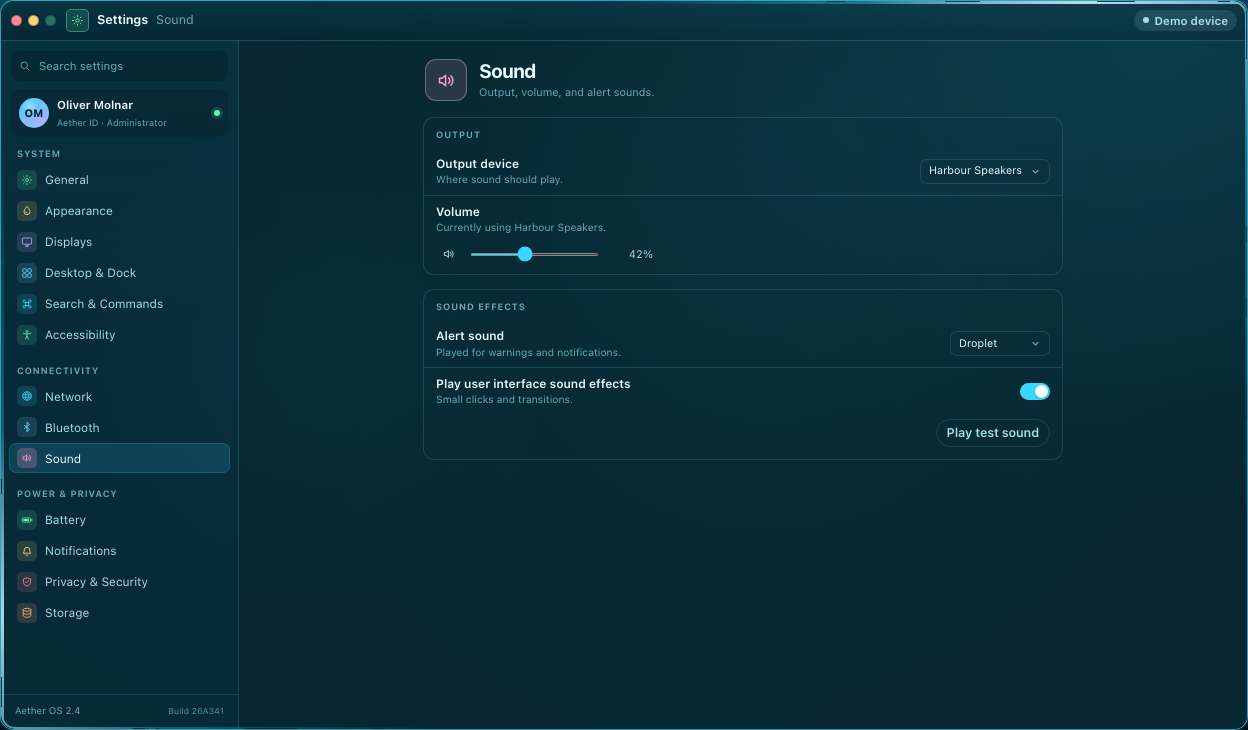 Settings Sound
Demo device
Search settings
OM
Oliver Molnar
Aether ID · Administrator
SYSTEM
General
Appearance
Displays
Desktop & Dock
Search & Commands
Accessibility
CONNECTIVITY
Network
Bluetooth
Sound
POWER & PRIVACY
Battery
Notifications
Privacy & Security
Storage
Aether OS 2.4
Build 26A341
Sound
Output, volume, and alert sounds.
OUTPUT
Output device
Where sound should play.
Harbour Speakers
Volume
Currently using Harbour Speakers.
42%
SOUND EFFECTS
Alert sound
Played for warnings and notifications.
Droplet
Play user interface sound effects
Small clicks and transitions.
Play test sound